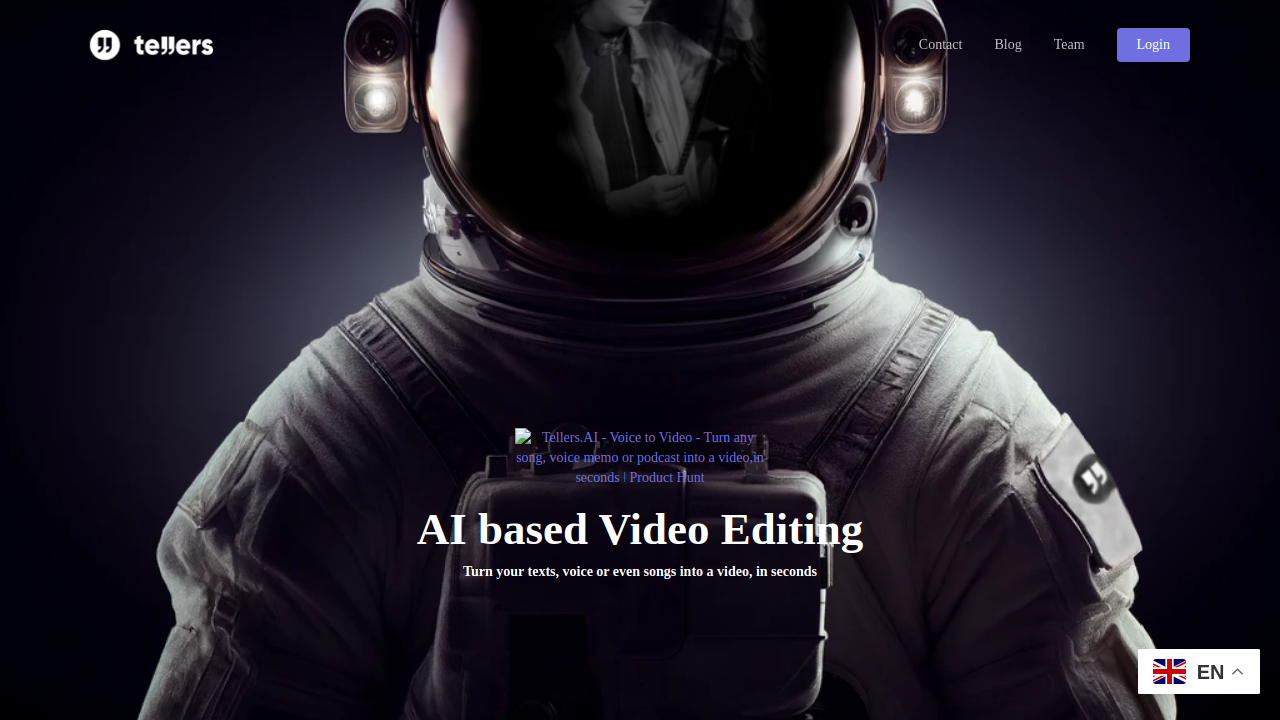 tellers
Contact
Blog
Team
Login
Tellers.AI - Voice to Video - Turn any
song, voice memo or podcast into a video,in
seconds | Product Hunt
AI based Video Editing
Turn your texts, voice or even songs into a video, in seconds
EN